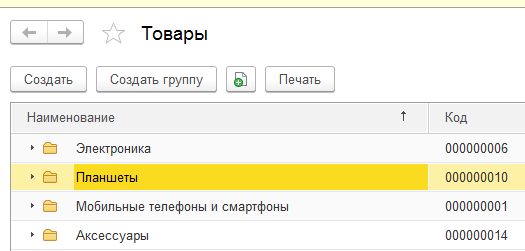 Товары
Создать Создать группу Печать
Наименование Код
Электроника 000000006
Планшеты 000000010
Мобильные телефоны и смартфоны 000000001
Аксессуары 000000014